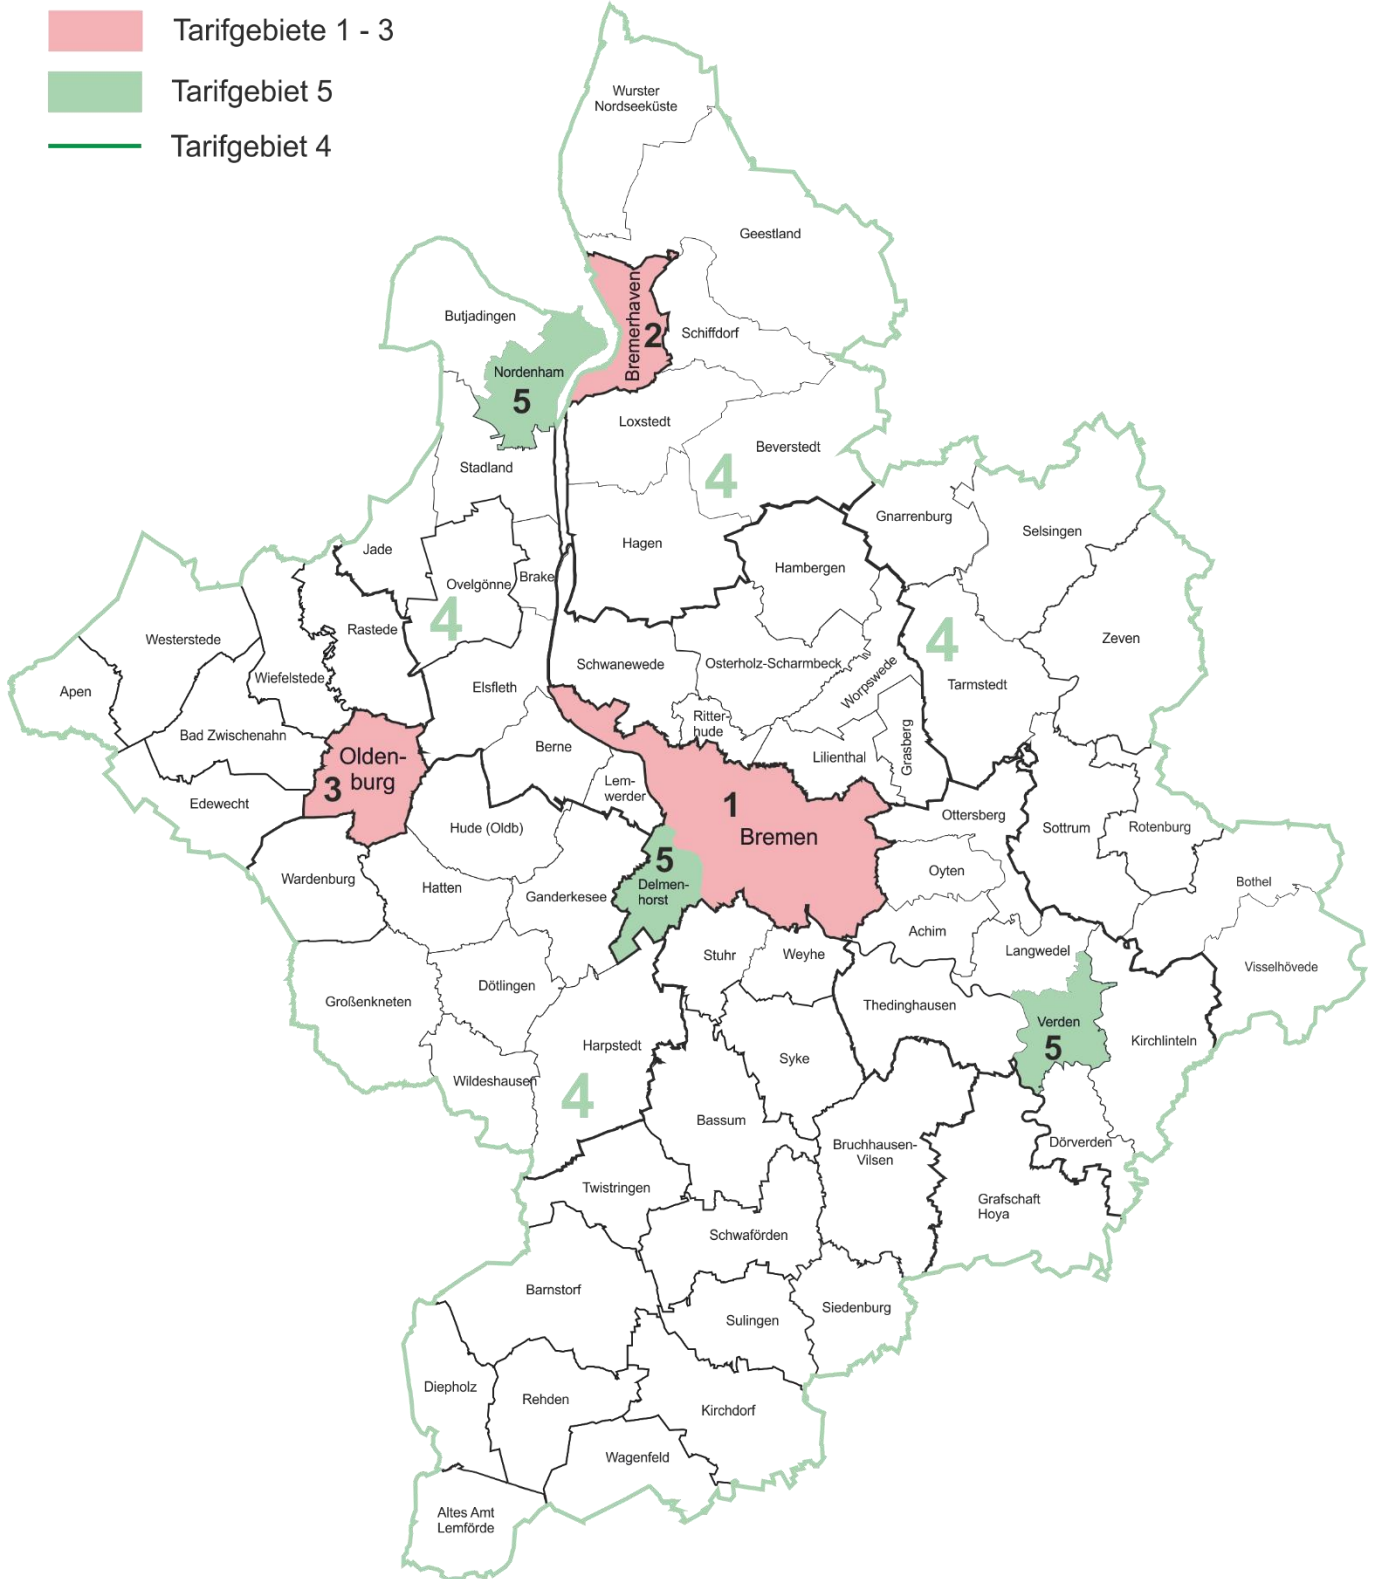 Tarifgebiete 1 - 3
Tarifgebiet 5
Tarifgebiet 4
Wurster
Nordseeküste
Geestland
Butjadingen
Bremerhaven
2
Schiffdorf
Nordenham
5
Loxstedt
Beverstedt
4
Stadland
Gnarrenburg
Selsingen
Jade
Hagen
Hambergen
Ovelgönne
Brake
4
4
Westerstede
Rastede
Zeven
Schwanewede
Osterholz-Scharmbeck
Worpswede
Apen
Wiefelstede
Elsfleth
Tarmstedt
Bad Zwischenahn
Ritter-
hude
Berne
Lilienthal
Grasberg
Olden-
burg
3
Lem-
werder
Edewecht
1
Bremen
Ottersberg
Hude (Oldb)
Sottrum
Rotenburg
5
Delmen-
horst
Oyten
Wardenburg
Hatten
Ganderkesee
Bothel
Achim
Stuhr
Weyhe
Langwedel
Visselhövede
Großenkneten
Dötlingen
Thedinghausen
Verden
5
Kirchlinteln
Harpstedt
Syke
Wildeshausen
4
Bassum
Bruchhausen-
Vilsen
Dörverden
Twistringen
Grafschaft
Hoya
Schwaförden
Barnstorf
Sulingen
Siedenburg
Diepholz
Rehden
Kirchdorf
Wagenfeld
Altes Amt
Lemförde